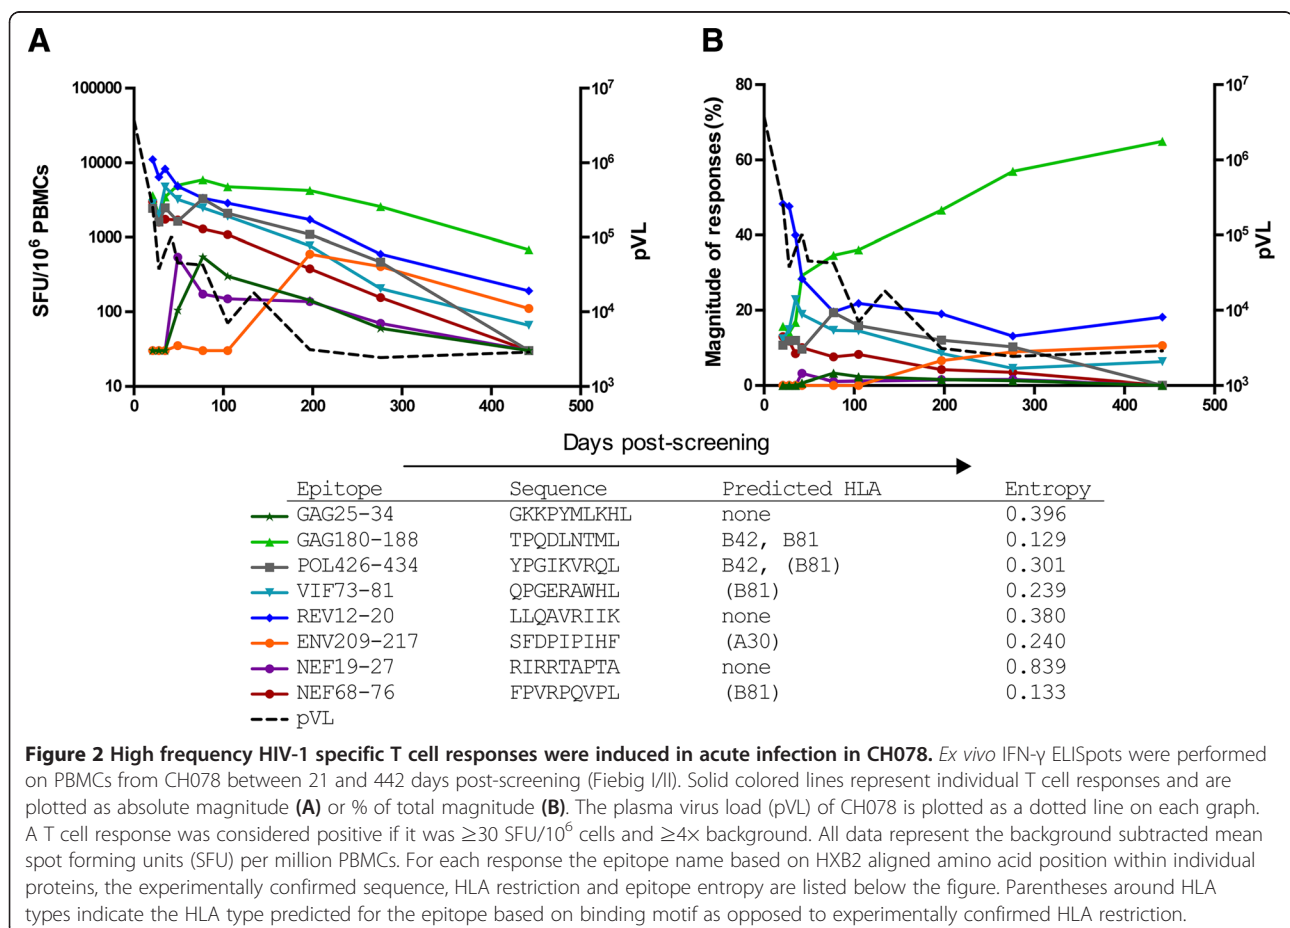 A
B
100000
10000
1000
100
10
SFU/10⁶ PBMCs
10⁷
10⁶
10⁵
10⁴
10³
pVL
0 100 200 300 400 500
80
60
40
20
0
Magnitude of responses (%)
10⁷
10⁶
10⁵
10⁴
10³
pVL
0 100 200 300 400 500
Days post-screening
Epitope Sequence Predicted HLA Entropy
GAG25-34 GKKPYMLKHL none 0.396
GAG180-188 TPQDLNTML B42, B81 0.129
POL426-434 YPGIKVRQL B42, (B81) 0.301
VIF73-81 QPGERAWHL (B81) 0.239
REV12-20 LLQAVRIIK none 0.380
ENV209-217 SFDPIPIHF (A30) 0.240
NEF19-27 RIRRTAPTA none 0.839
NEF68-76 FPVRPQVPL (B81) 0.133
pVL
Figure 2 High frequency HIV-1 specific T cell responses were induced in acute infection in CH078. Ex vivo IFN-γ ELISpots were performed
on PBMCs from CH078 between 21 and 442 days post-screening (Fiebig I/II). Solid colored lines represent individual T cell responses and are
plotted as absolute magnitude (A) or % of total magnitude (B). The plasma virus load (pVL) of CH078 is plotted as a dotted line on each graph.
A T cell response was considered positive if it was ≥30 SFU/10⁶ cells and ≥4× background. All data represent the background subtracted mean
spot forming units (SFU) per million PBMCs. For each response the epitope name based on HXB2 aligned amino acid position within individual
proteins, the experimentally confirmed sequence, HLA restriction and epitope entropy are listed below the figure. Parentheses around HLA
types indicate the HLA type predicted for the epitope based on binding motif as opposed to experimentally confirmed HLA restriction.